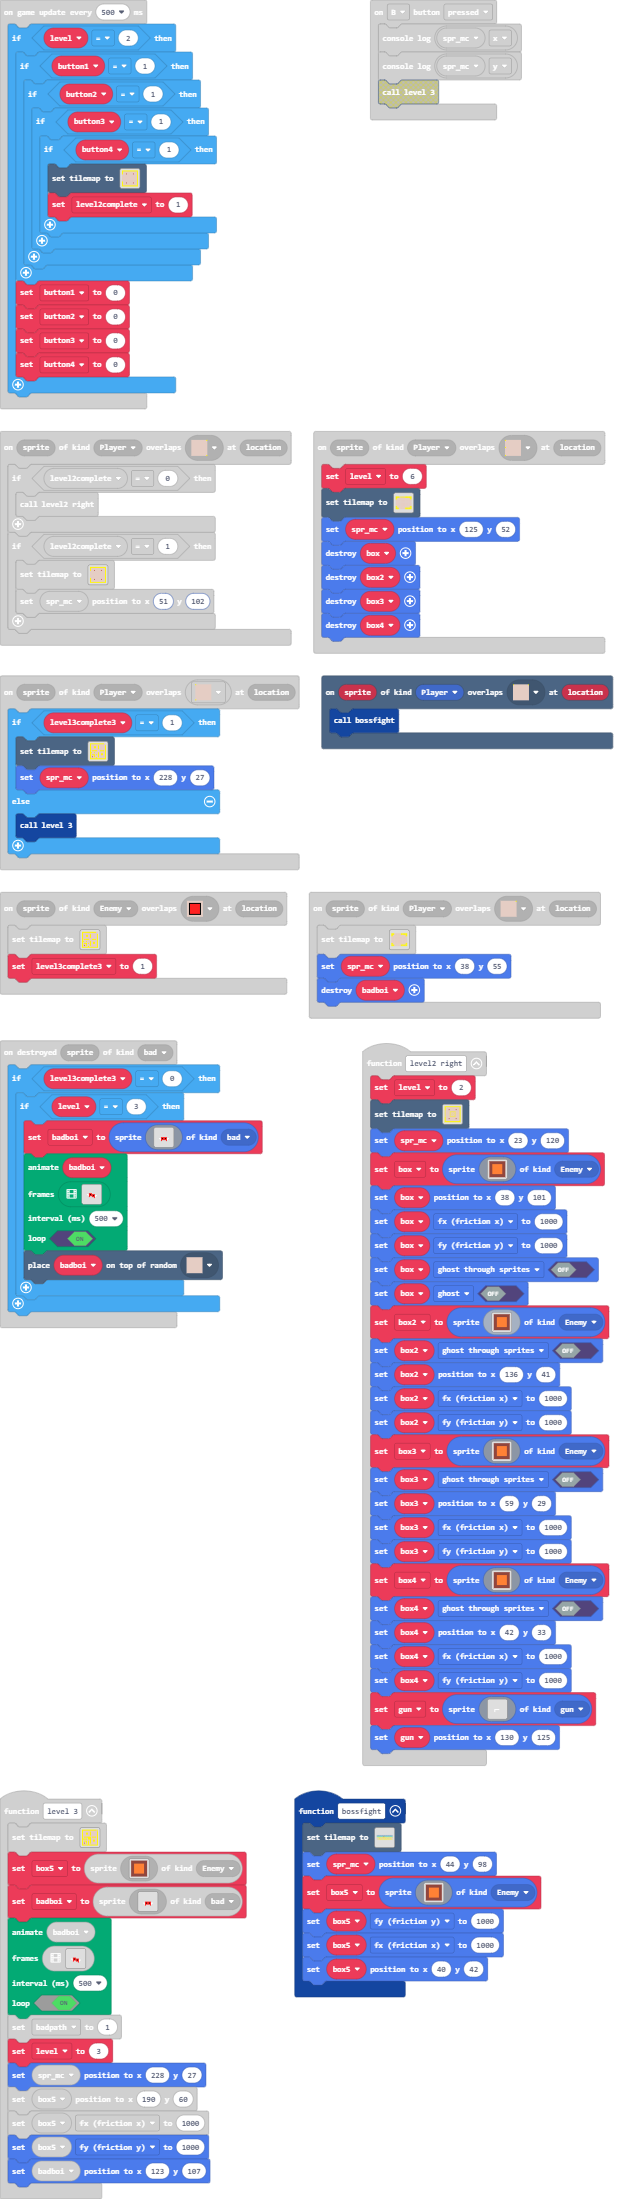 on game update every 500 ms
if level = 2 then
if button1 = 1 then
if button2 = 1 then
if button3 = 1 then
if button4 = 1 then
set tilemap to
set level2complete to 1
set button1 to 0
set button2 to 0
set button3 to 0
set button4 to 0
on B button pressed
console log spr_mc x
console log spr_mc y
call level 3
on sprite of kind Player overlaps at location
if level2complete = 0 then
call level2 right
if level2complete = 1 then
set tilemap to
set spr_mc position to x 51 y 102
on sprite of kind Player overlaps at location
set level to 6
set tilemap to
set spr_mc position to x 125 y 52
destroy box
destroy box2
destroy box3
destroy box4
on sprite of kind Player overlaps at location
if level3complete3 = 1 then
set tilemap to
set spr_mc position to x 228 y 27
else
call level 3
on sprite of kind Player overlaps at location
call bossfight
on sprite of kind Enemy overlaps at location
set tilemap to
set level3complete3 to 1
on sprite of kind Player overlaps at location
set tilemap to
set spr_mc position to x 38 y 55
destroy badboi
on destroyed sprite of kind bad
if level3complete3 = 0 then
if level = 3 then
set badboi to sprite of kind bad
animate badboi
frames
interval (ms) 500
loop ON
place badboi on top of random
function level2 right
set level to 2
set tilemap to
set spr_mc position to x 23 y 120
set box to sprite of kind Enemy
set box position to x 38 y 101
set box fx (friction x) to 1000
set box fy (friction y) to 1000
set box ghost through sprites OFF
set box ghost OFF
set box2 to sprite of kind Enemy
set box2 ghost through sprites OFF
set box2 position to x 136 y 41
set box2 fx (friction x) to 1000
set box2 fy (friction y) to 1000
set box3 to sprite of kind Enemy
set box3 ghost through sprites OFF
set box3 position to x 59 y 29
set box3 fx (friction x) to 1000
set box3 fy (friction y) to 1000
set box4 to sprite of kind Enemy
set box4 ghost through sprites OFF
set box4 position to x 42 y 33
set box4 fx (friction x) to 1000
set box4 fy (friction y) to 1000
set gun to sprite of kind gun
set gun position to x 130 y 125
function level 3
set tilemap to
set box5 to sprite of kind Enemy
set badboi to sprite of kind bad
animate badboi
frames
interval (ms) 500
loop ON
set badpath to 1
set level to 3
set spr_mc position to x 228 y 27
set box5 position to x 190 y 60
set box5 fx (friction x) to 1000
set box5 fy (friction y) to 1000
set badboi position to x 123 y 107
function bossfight
set tilemap to
set spr_mc position to x 44 y 98
set box5 to sprite of kind Enemy
set box5 fy (friction y) to 1000
set box5 fx (friction x) to 1000
set box5 position to x 40 y 42